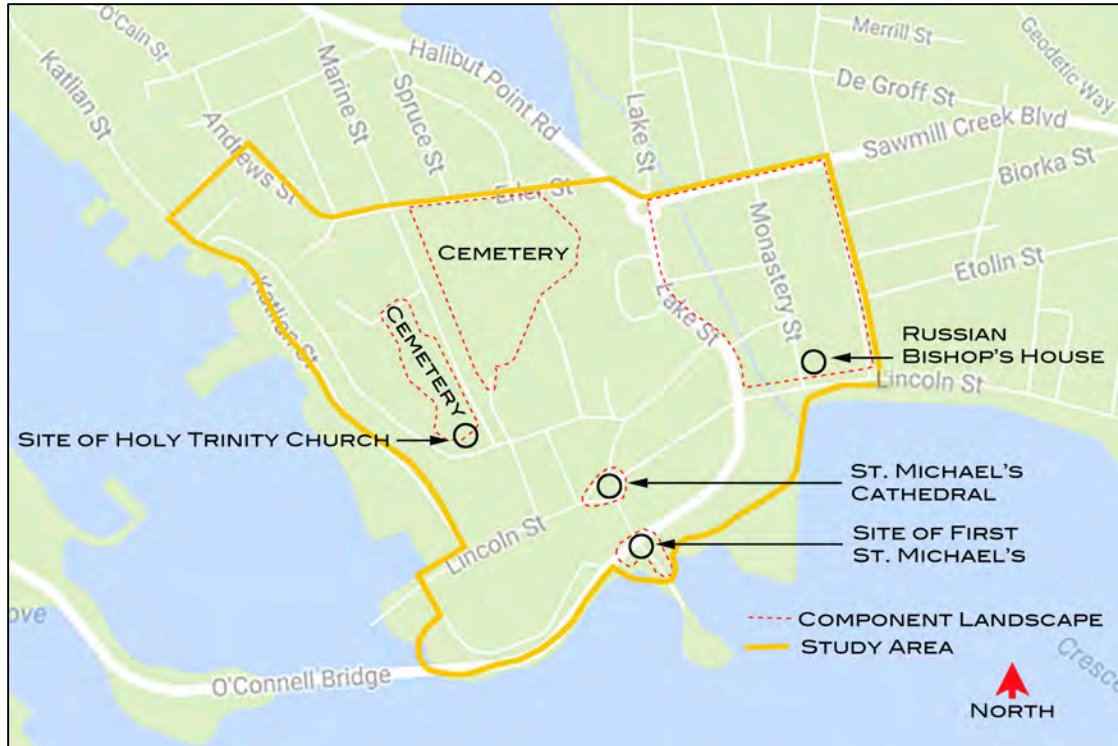 O'Cain St
Katlian St
Andrews St
Marine St
Spruce St
Halibut Point Rd
Lake St
Merrill St
De Groff St
Geodetic Way
Sawmill Creek Blvd
Biorka St
Erler St
Monastery St
Etolin St
Cemetery
Cemetery
Katlian St
Lake St
Russian
Bishop's House
Lincoln St
Site of Holy Trinity Church
St. Michael's
Cathedral
Lincoln St
Site of First
St. Michael's
Component Landscape
Study Area
ove
O'Connell Bridge
Cresce
North